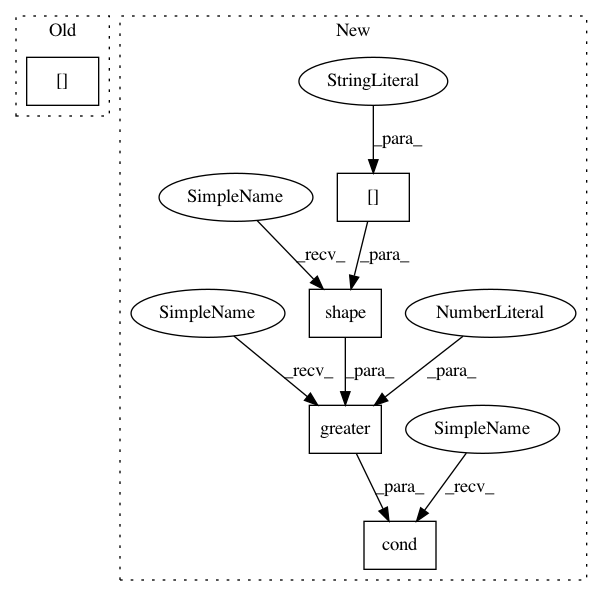 Old
New
[]
StringLiteral
_para_
SimpleName
[]
_recv_
_para_
SimpleName
shape
NumberLiteral
_recv_
_para_
_para_
greater
SimpleName
_para_
_recv_
cond